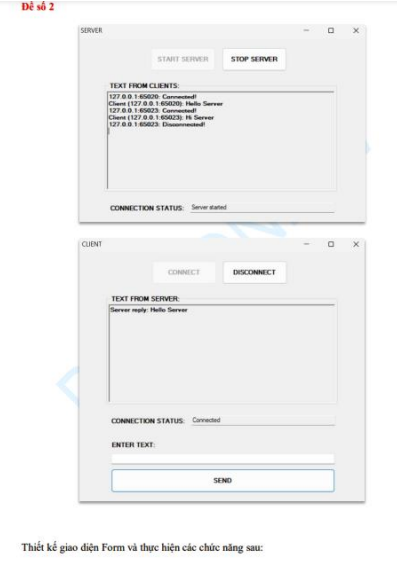 Đề số 2
SERVER
START SERVER STOP SERVER
TEXT FROM CLIENTS:
127.0.0.1:65020: Connected!
Client (127.0.0.1:65020): Hello Server
127.0.0.1:65023: Connected!
Client (127.0.0.1:65023): Hi Server
127.0.0.1:65023: Disconnected!
CONNECTION STATUS: Server started
CLIENT
CONNECT DISCONNECT
TEXT FROM SERVER:
Server reply: Hello Server
CONNECTION STATUS: Connected
ENTER TEXT:
SEND
Thiết kế giao diện Form và thực hiện các chức năng sau: